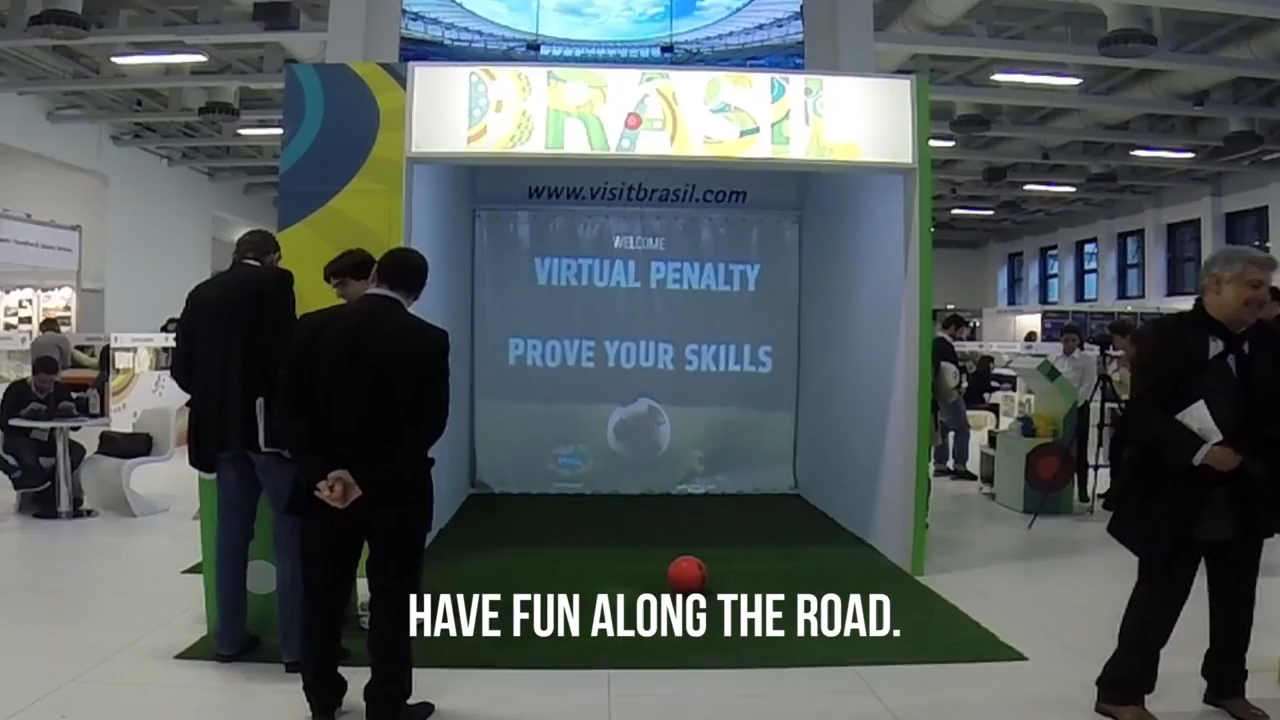 BRASIL
www.visitbrasil.com
WELCOME
VIRTUAL PENALTY
PROVE YOUR SKILLS
HAVE FUN ALONG THE ROAD.